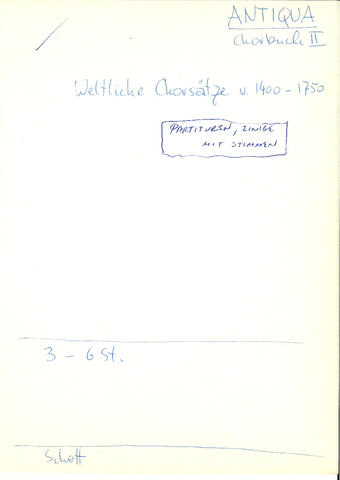 ANTIQUA
Chorbuch II
Weltliche Chorsätze v. 1400 - 1750
PARTITUREN, EINIGE
MIT STIMMEN
3 - 6 St.
Schott